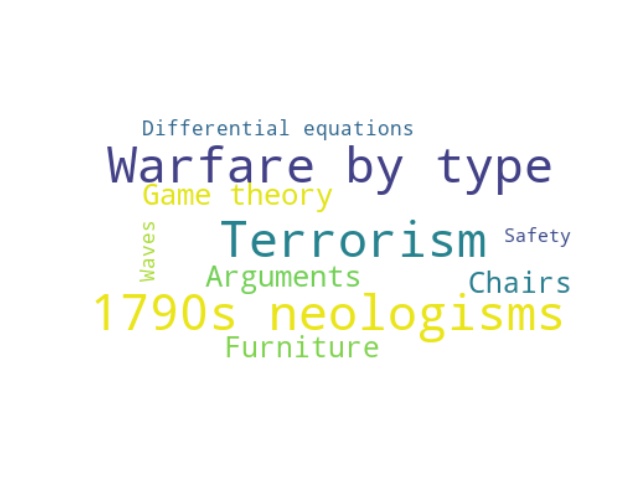 Differential equations
Warfare by type
Game theory
Waves
Terrorism
Safety
Arguments
Chairs
1790s neologisms
Furniture